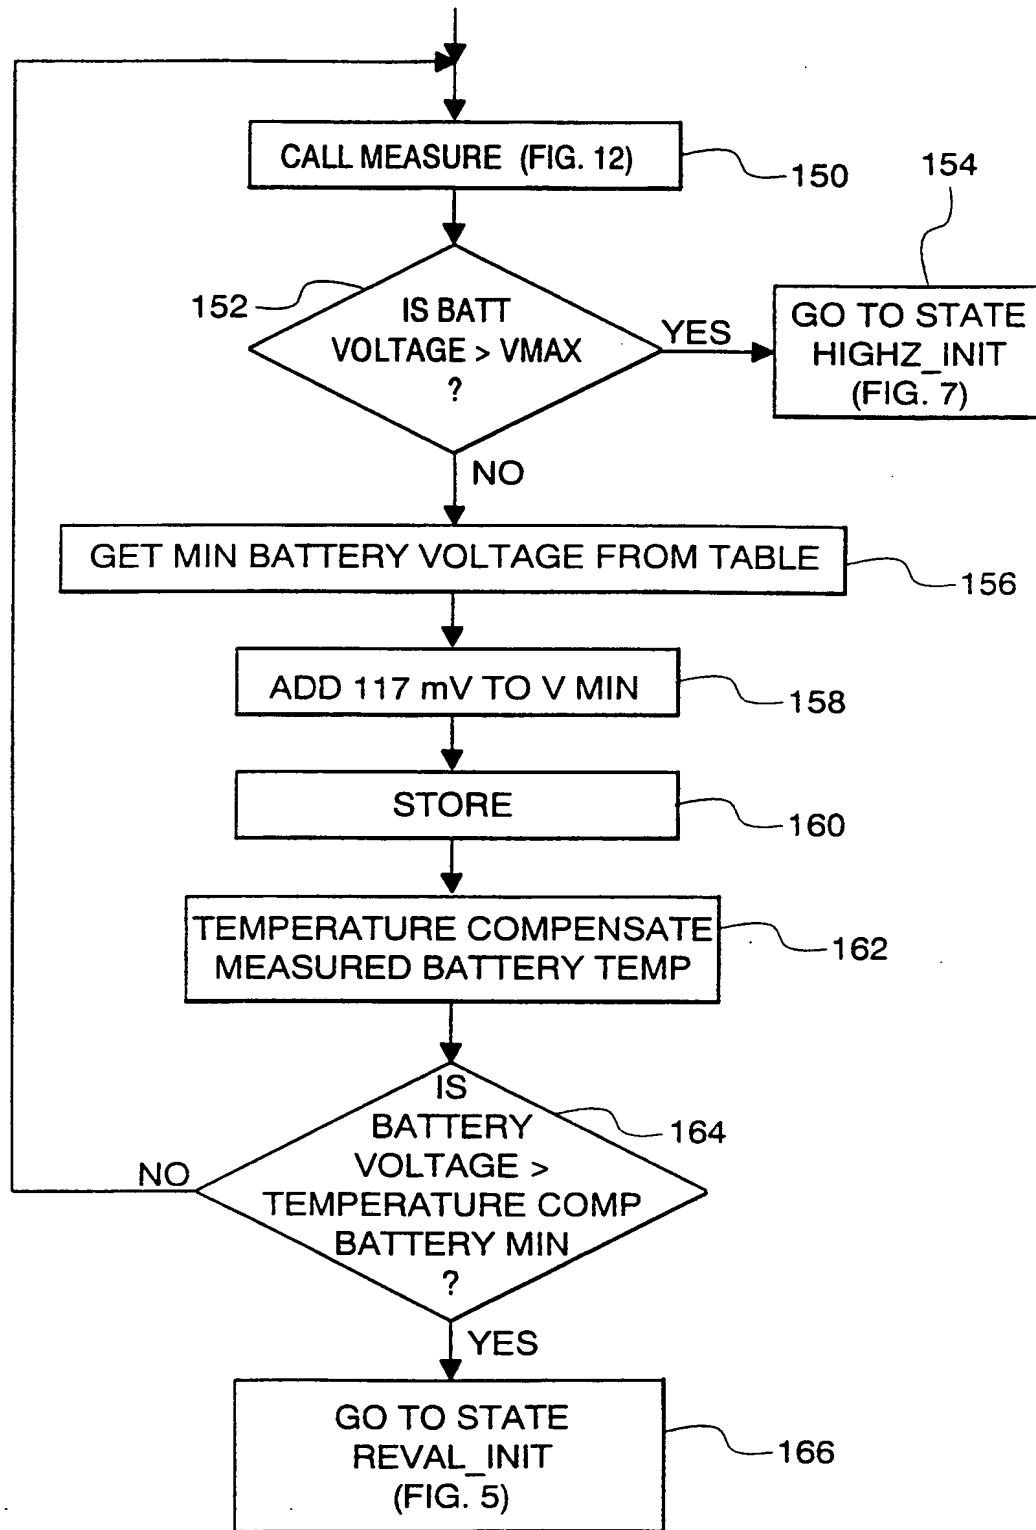 CALL MEASURE (FIG. 12)
150
154
152
IS BATT
VOLTAGE > VMAX
?
YES
GO TO STATE
HIGHZ_INIT
(FIG. 7)
NO
GET MIN BATTERY VOLTAGE FROM TABLE
156
ADD 117 mV TO V MIN
158
STORE
160
TEMPERATURE COMPENSATE
MEASURED BATTERY TEMP
162
IS
BATTERY
VOLTAGE >
TEMPERATURE COMP
BATTERY MIN
?
164
NO
YES
GO TO STATE
REVAL_INIT
(FIG. 5)
166